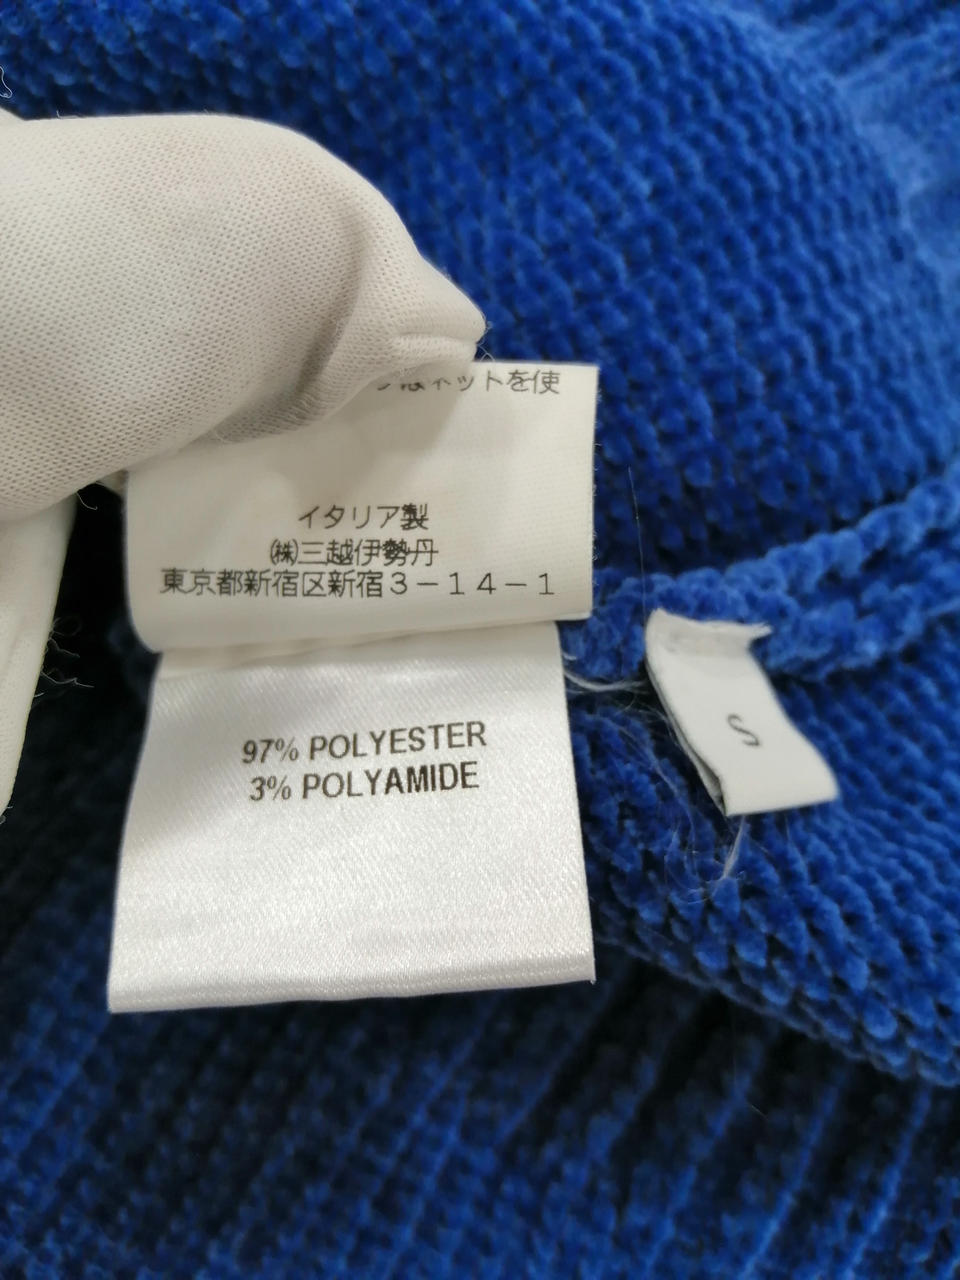 ネットを使
イタリア製
㈱三越伊勢丹
東京都新宿区新宿3-14-1
97% POLYESTER
3% POLYAMIDE
S